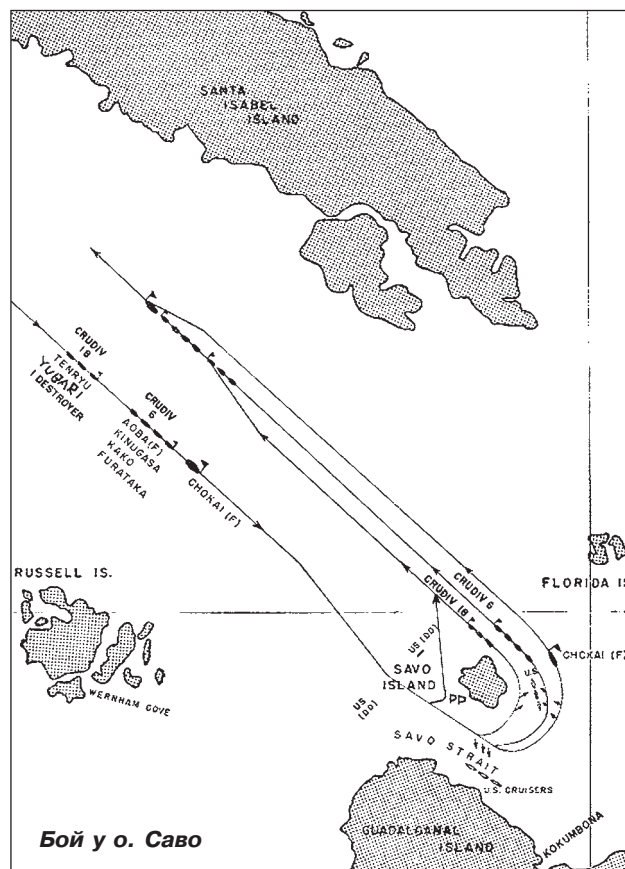 SANTA
ISABEL
ISLAND
CRUDIV
18
TENRYU
YUBARI
1 DESTROYER
CRUDIV
6
AOBA (F)
KINUGASA
KAKO
FURATAKA
CHOKAI (F)
RUSSELL IS.
WERNHAM COVE
FLORIDA IS
CRUDIV 6
CRUDIV 18
CHOKAI (F)
U.S.
US (DD)
SAVO
ISLAND
PP
US
(DD)
SAVO STRAIT
U.S. CRUISERS
GUADALCANAL
ISLAND
KOKUMBONA
Бой у о. Саво